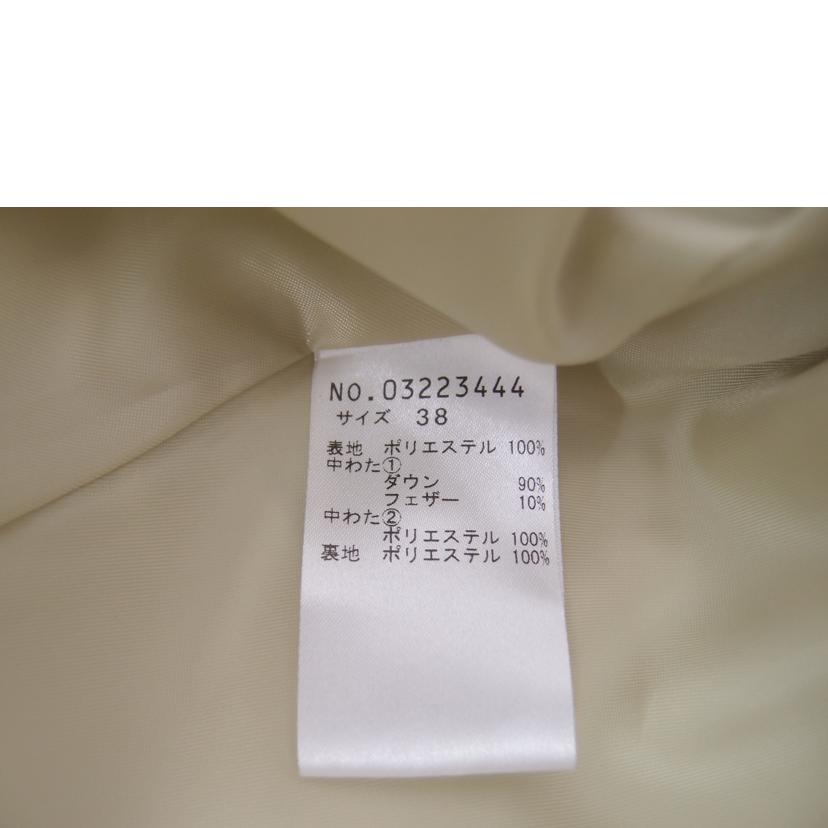 NO.03223444
サイズ 38
表地 ポリエステル 100%
中わた①
ダウン 90%
フェザー 10%
中わた②
ポリエステル 100%
裏地 ポリエステル 100%